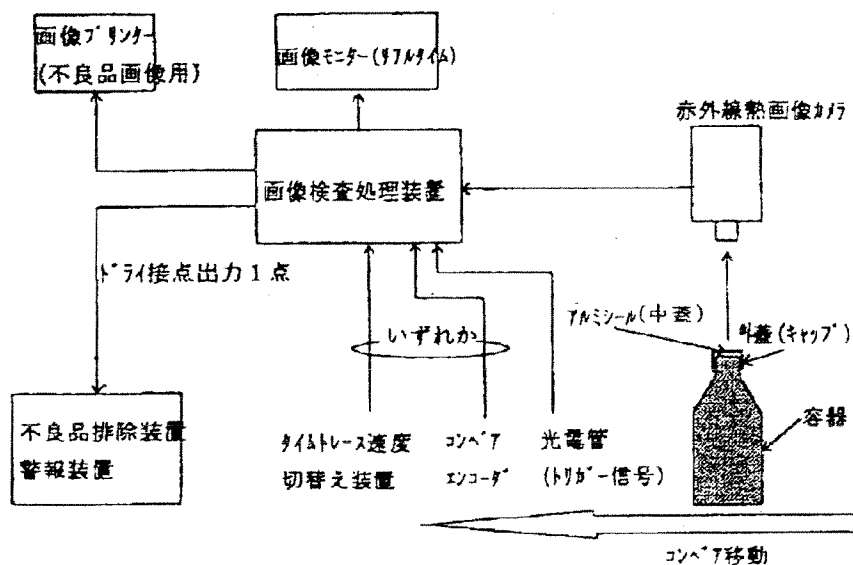 画像プリンター
(不良品画像用)
画像モニター(リアルタイム)
赤外線熱画像カメラ
画像検査処理装置
ドライ接点出力1点
アルミシール(中蓋)
外蓋(キャップ)
いずれか
容器
不良品排除装置
警報装置
タイムトレース速度
切替え装置
コンベア
エンコーダ
光電管
(トリガー信号)
コンベア移動